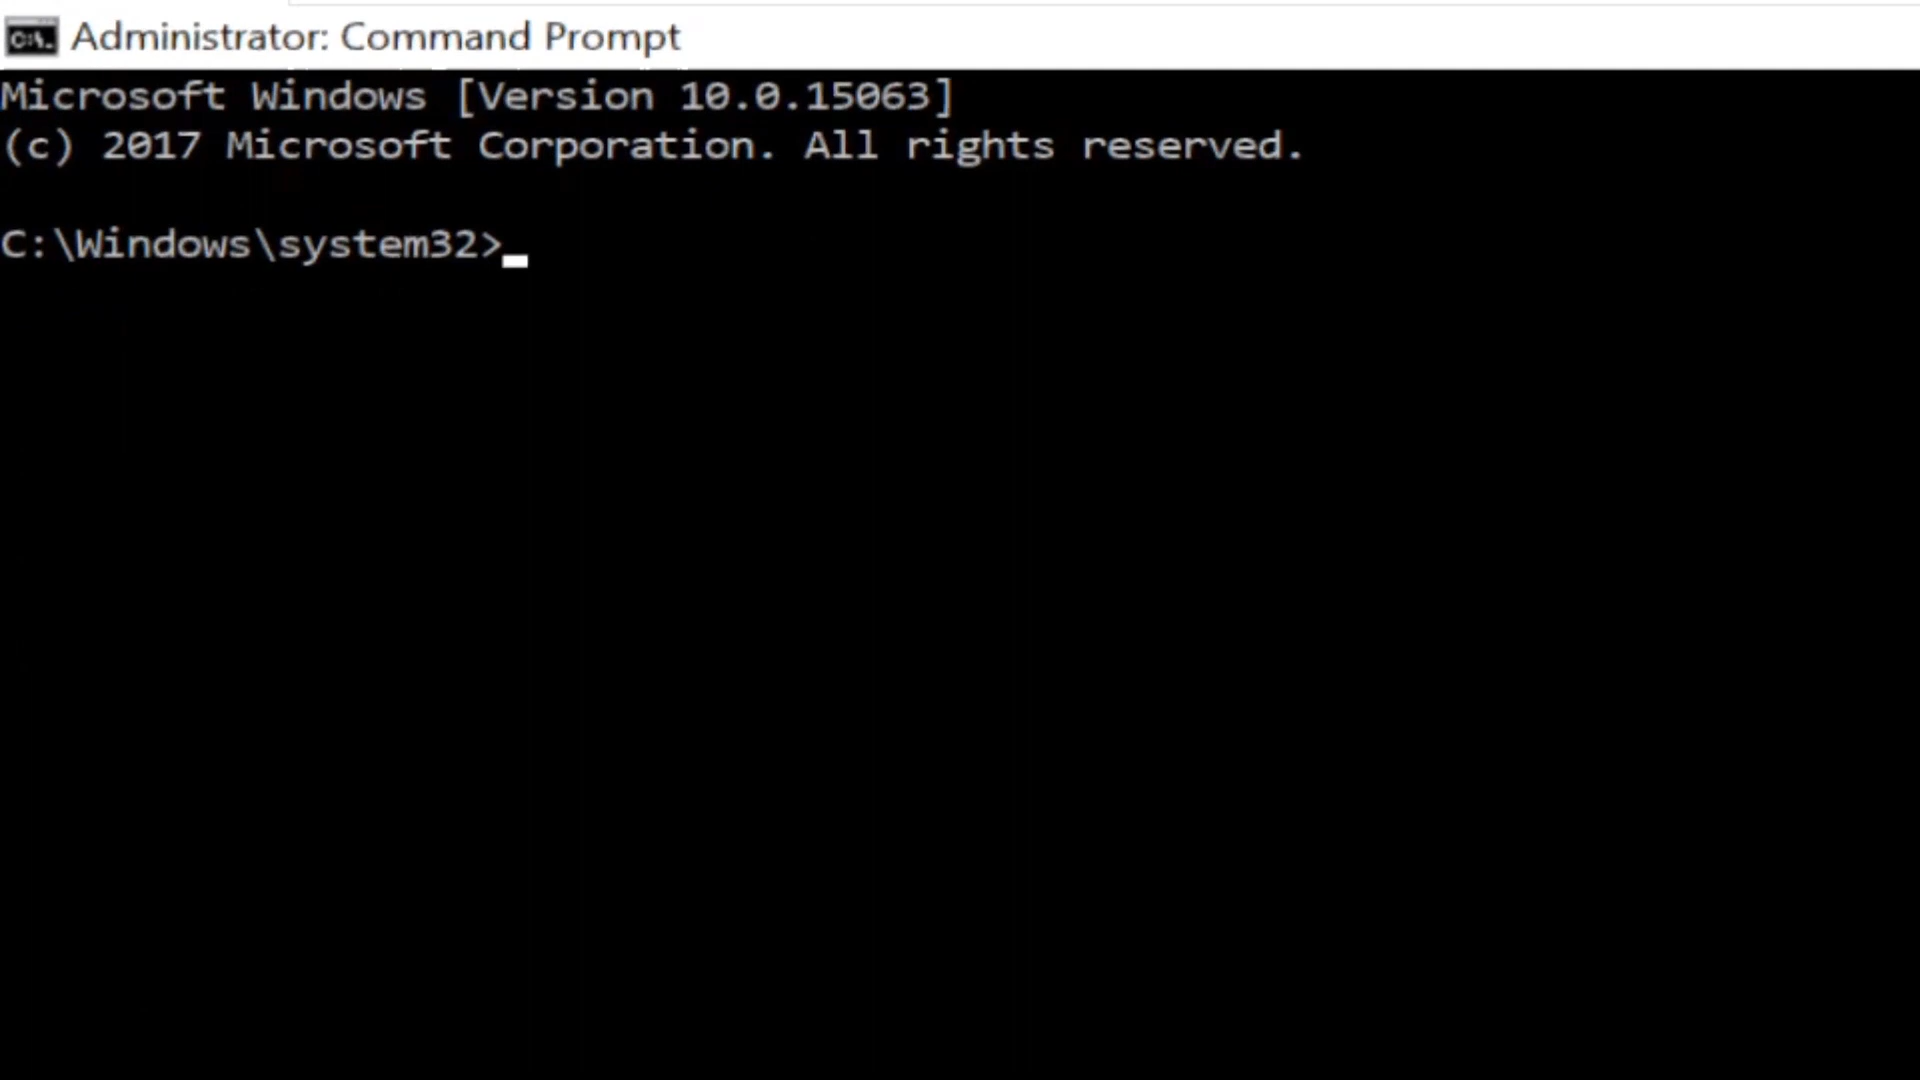 C:\.
Administrator: Command Prompt
Microsoft Windows [Version 10.0.15063]
(c) 2017 Microsoft Corporation. All rights reserved.
C:\Windows\system32>